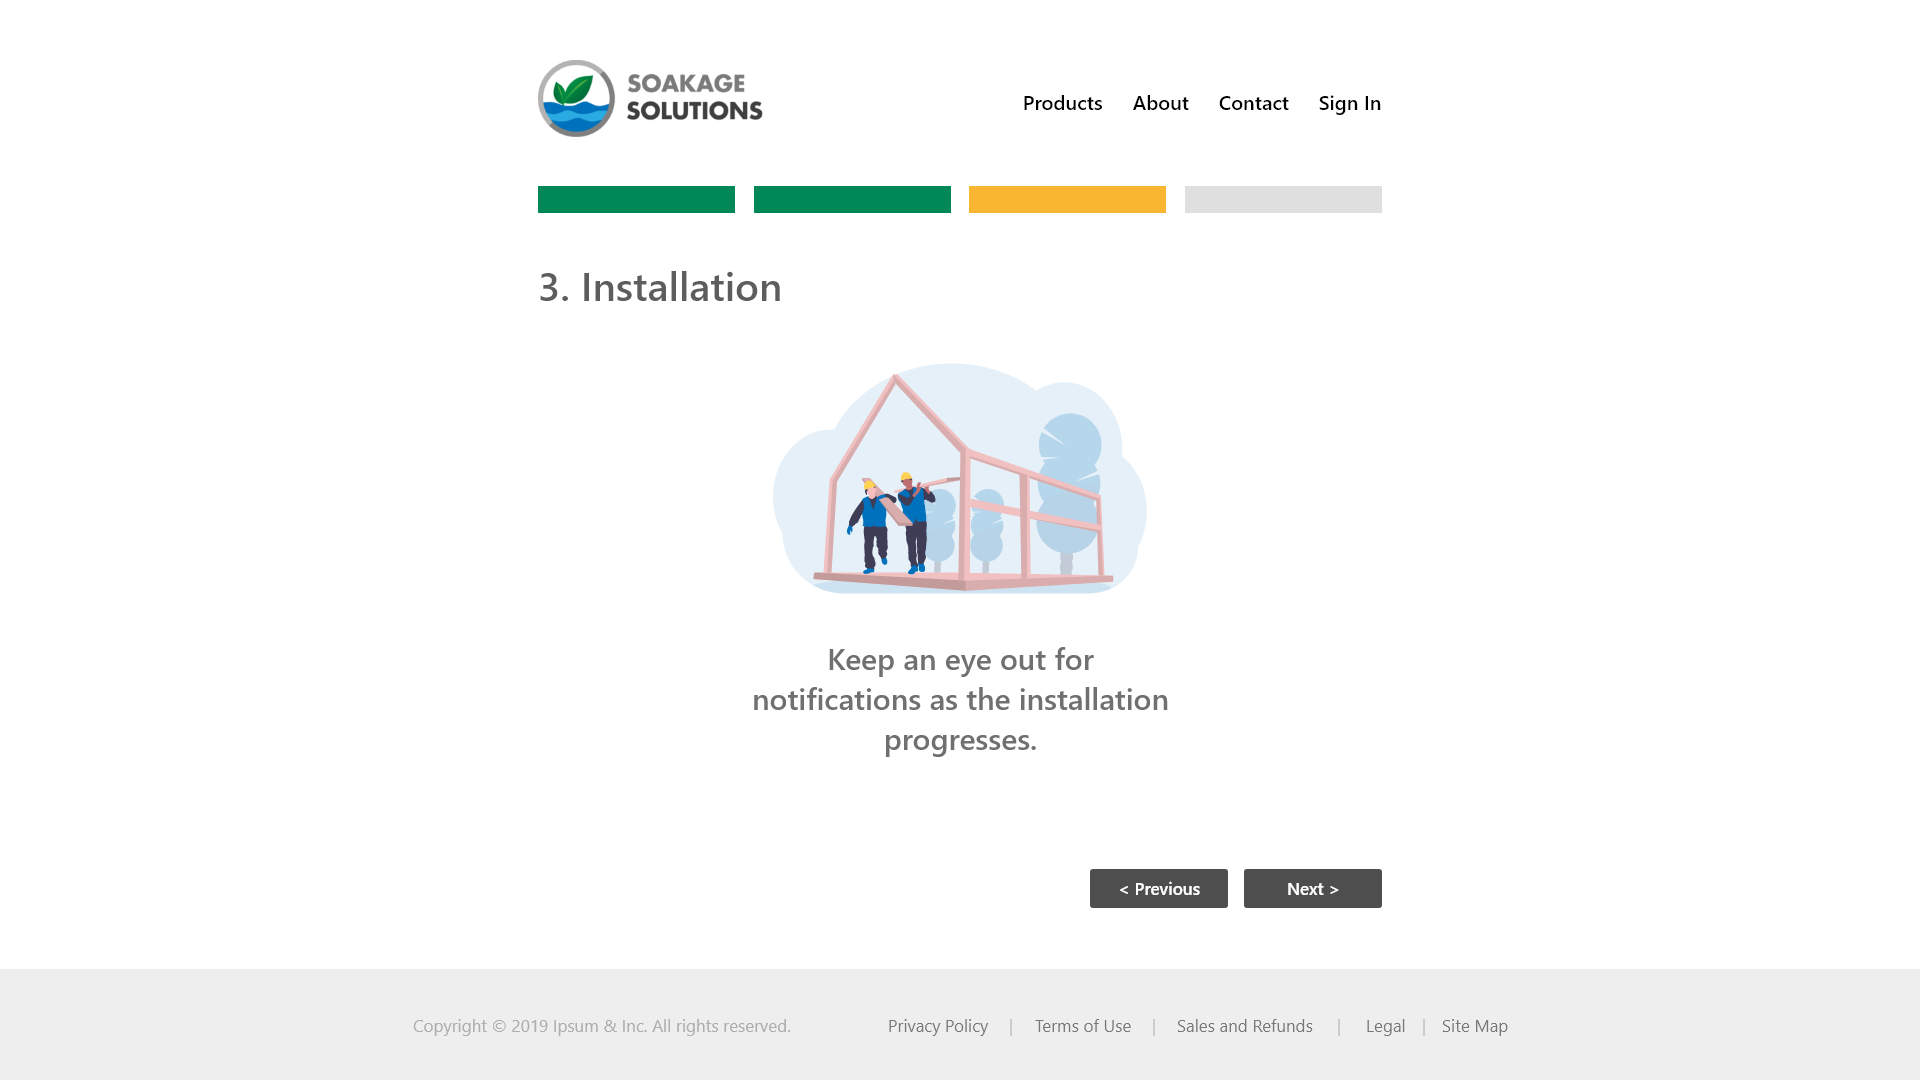 SOAKAGE
SOLUTIONS
Products About Contact Sign In
3. Installation
Keep an eye out for
notifications as the installation
progresses.
< Previous Next >
Copyright © 2019 Ipsum & Inc. All rights reserved. Privacy Policy | Terms of Use | Sales and Refunds | Legal | Site Map